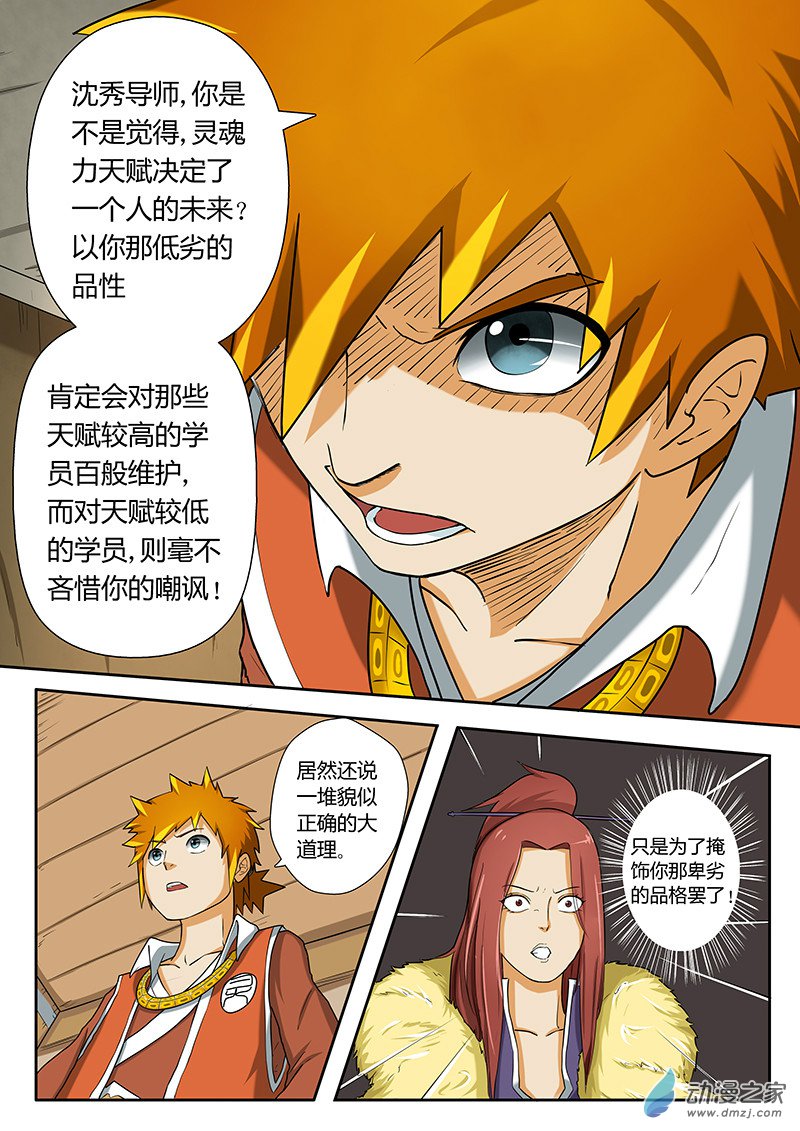 沈秀导师,你是
不是觉得,灵魂
力天赋决定了
一个人的未来?
以你那低劣的
品性
肯定会对那些
天赋较高的学
员百般维护,
而对天赋较低
的学员,则毫不
吝惜你的嘲讽!
居然还说
一堆貌似
正确的大
道理。
只是为了掩
饰你那卑劣
的品格罢了!
动漫之家
www.dmzj.com